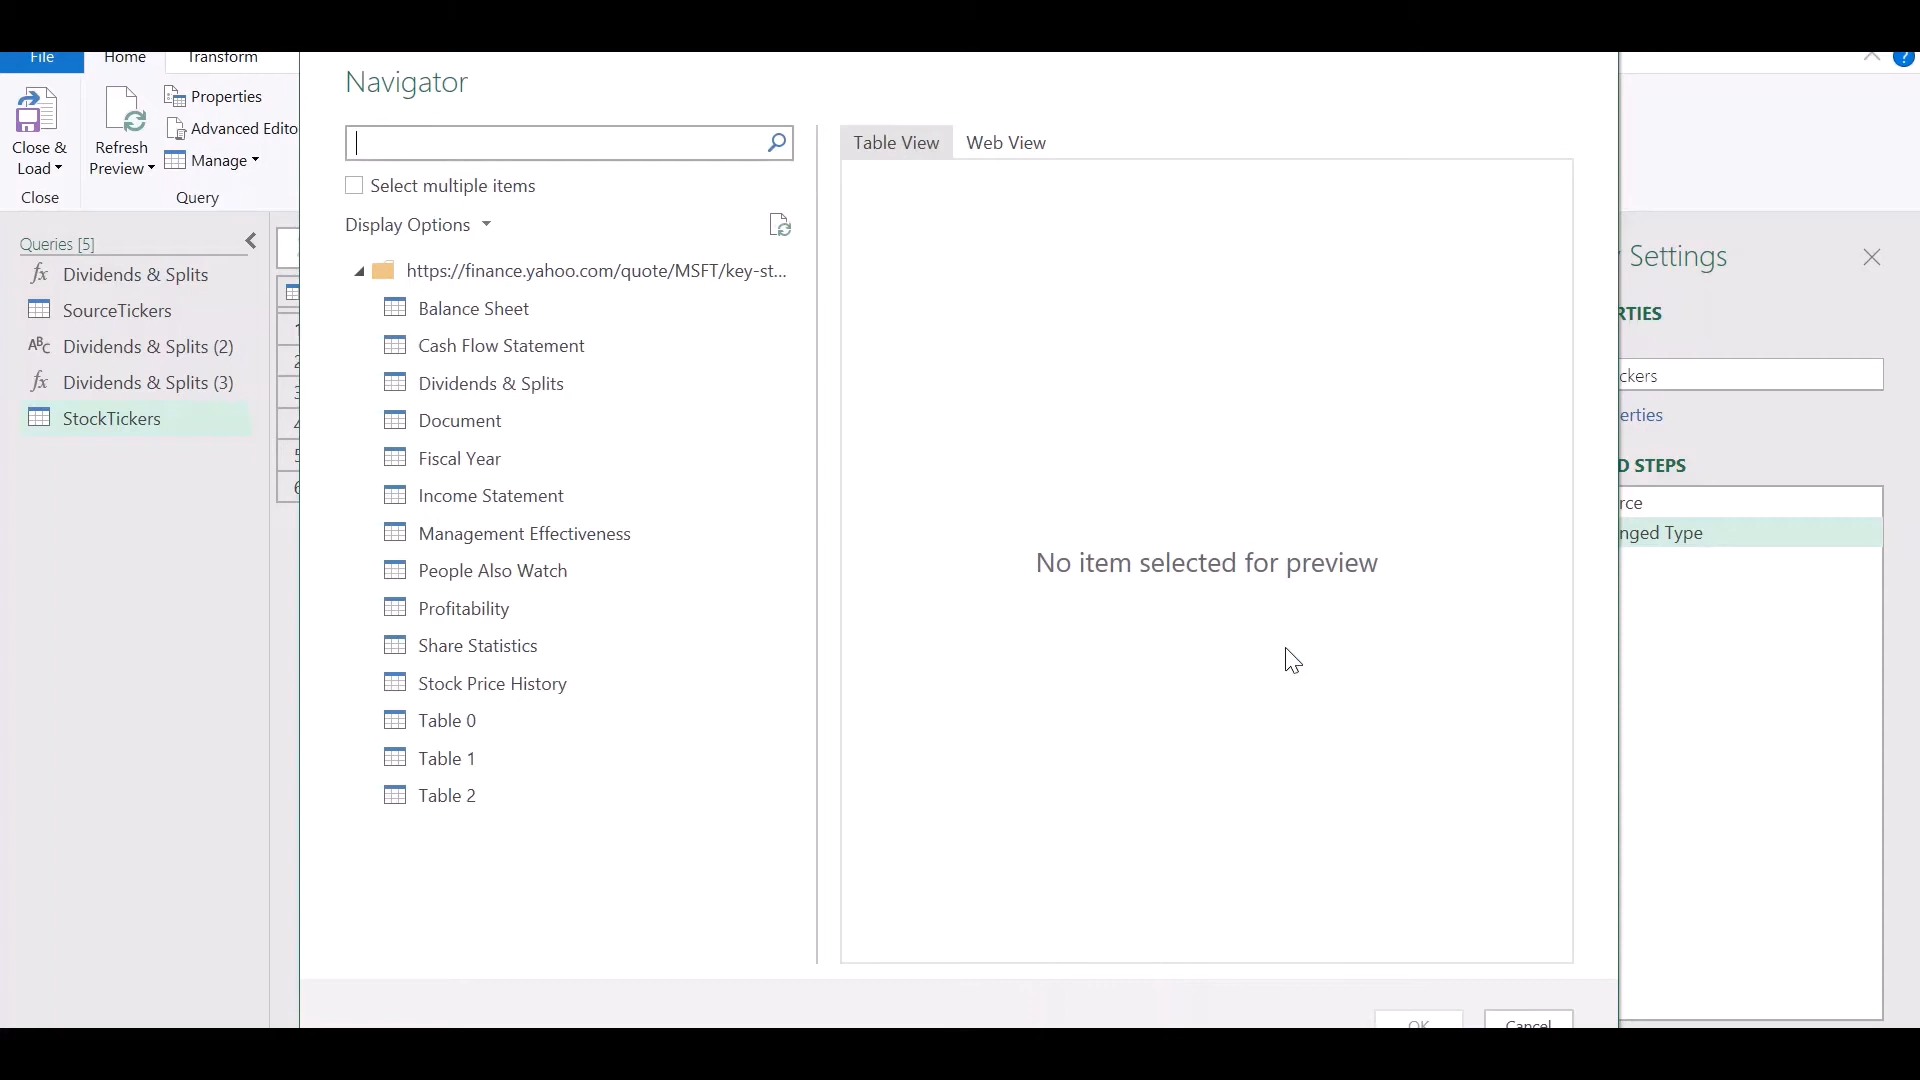 File
Home
Transform
?
Close &
Load
Close
Refresh
Preview
Properties
Advanced Edito
Manage
Query
Queries [5]
fx Dividends & Splits
SourceTickers
ABC Dividends & Splits (2)
fx Dividends & Splits (3)
StockTickers
Navigator
Select multiple items
Display Options
https://finance.yahoo.com/quote/MSFT/key-st...
Balance Sheet
Cash Flow Statement
Dividends & Splits
Document
Fiscal Year
Income Statement
Management Effectiveness
People Also Watch
Profitability
Share Statistics
Stock Price History
Table 0
Table 1
Table 2
Table View
Web View
No item selected for preview
OK
Cancel
Settings
RTIES
ckers
erties
D STEPS
rce
nged Type